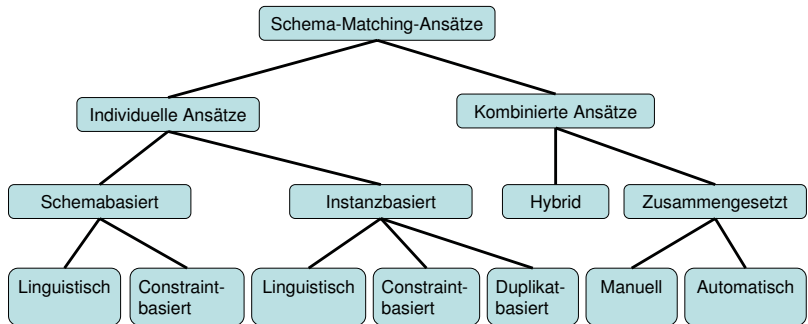 Schema-Matching-Ansätze
Individuelle Ansätze
Kombinierte Ansätze
Schemabasiert
Instanzbasiert
Hybrid
Zusammengesetzt
Linguistisch
Constraint-
basiert
Linguistisch
Constraint-
basiert
Duplikat-
basiert
Manuell
Automatisch